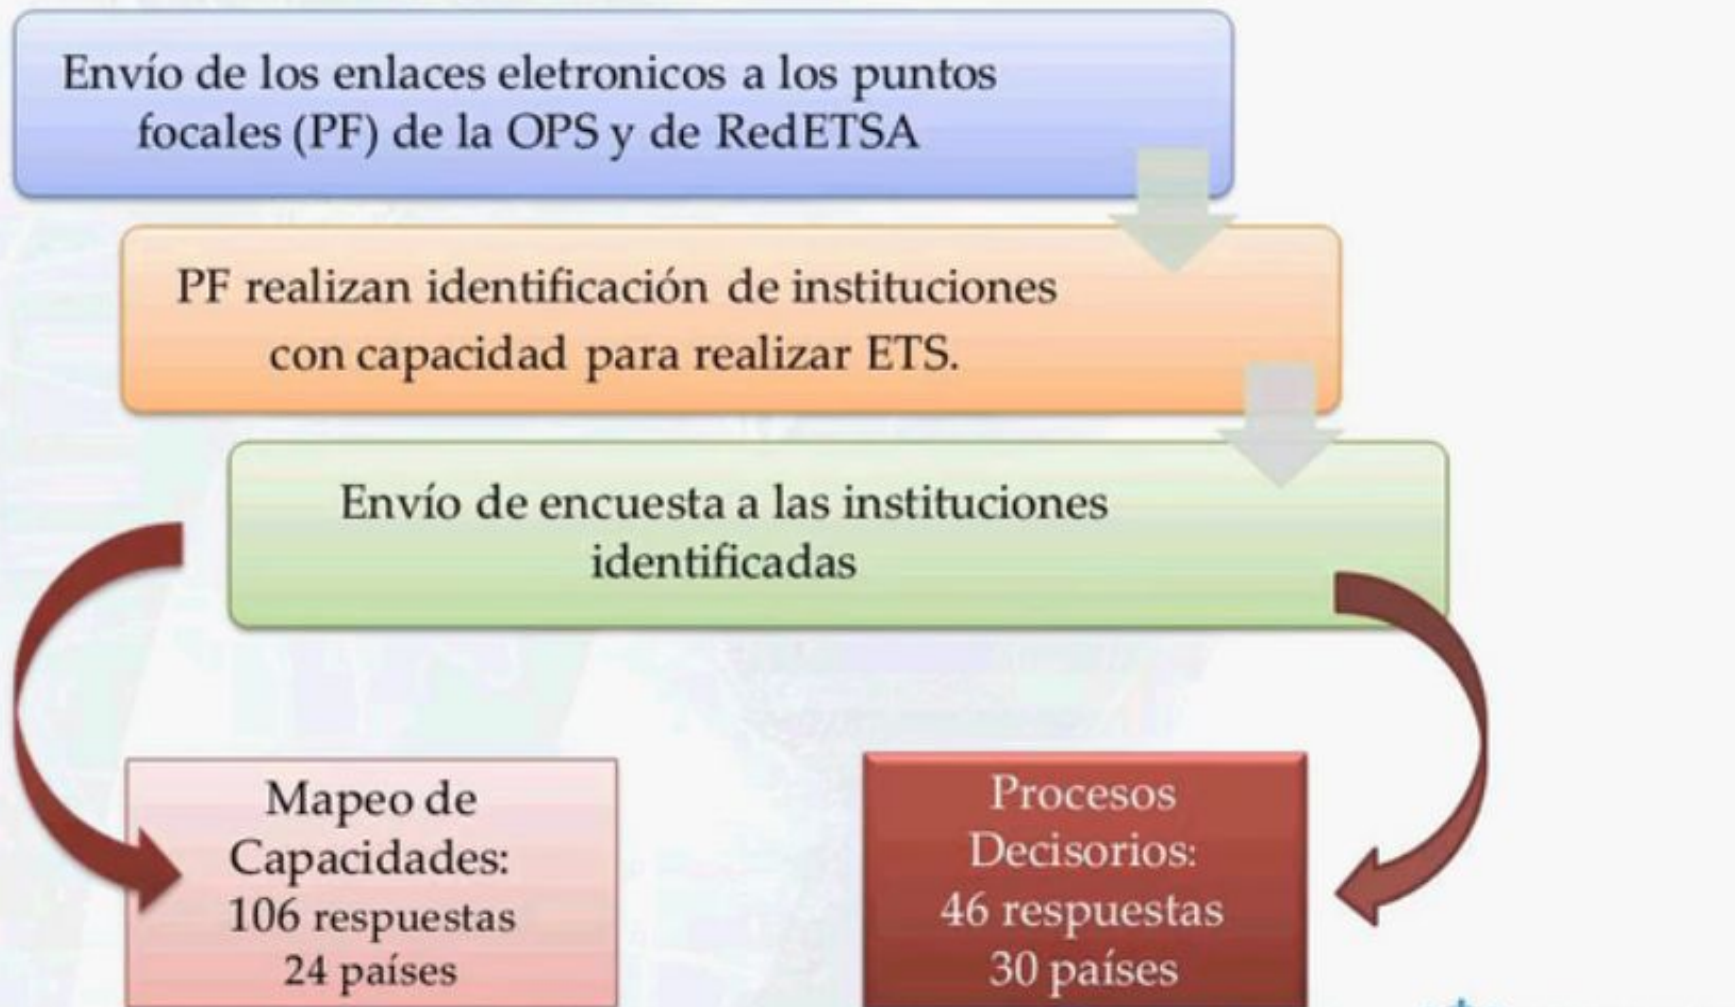 Envío de los enlaces eletronicos a los puntos
focales (PF) de la OPS y de RedETSA
PF realizan identificación de instituciones
con capacidad para realizar ETS.
Envío de encuesta a las instituciones
identificadas
Mapeo de
Capacidades:
106 respuestas
24 países
Procesos
Decisorios:
46 respuestas
30 países